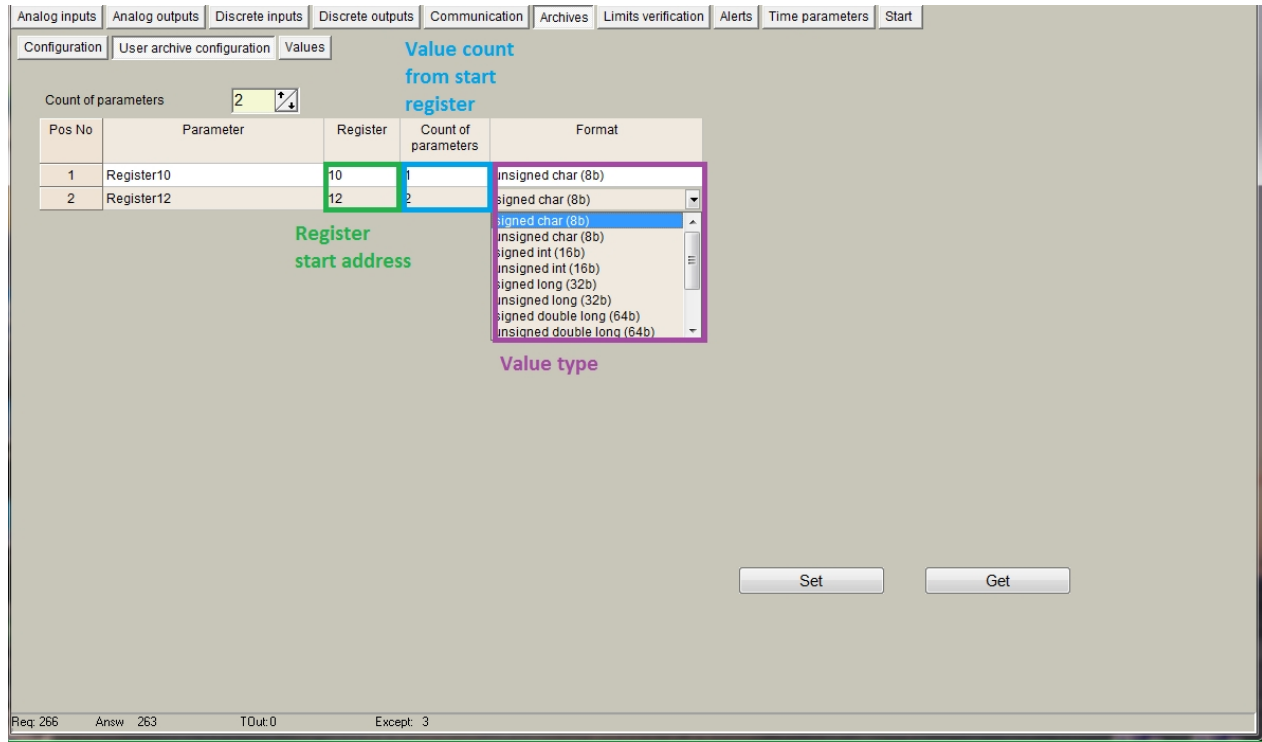 Analog inputs Analog outputs Discrete inputs Discrete outputs Communication Archives Limits verification Alerts Time parameters Start
Configuration User archive configuration Values
Value count
from start
register
Count of parameters 2
Pos No Parameter Register Count of parameters Format
1 Register10 10 1 unsigned char (8b)
2 Register12 12 2 signed char (8b)
signed char (8b)
unsigned char (8b)
signed int (16b)
unsigned int (16b)
signed long (32b)
unsigned long (32b)
signed double long (64b)
unsigned double long (64b)
Register
start address
Value type
Set Get
Req: 266 Answ 263 TOut:0 Except: 3